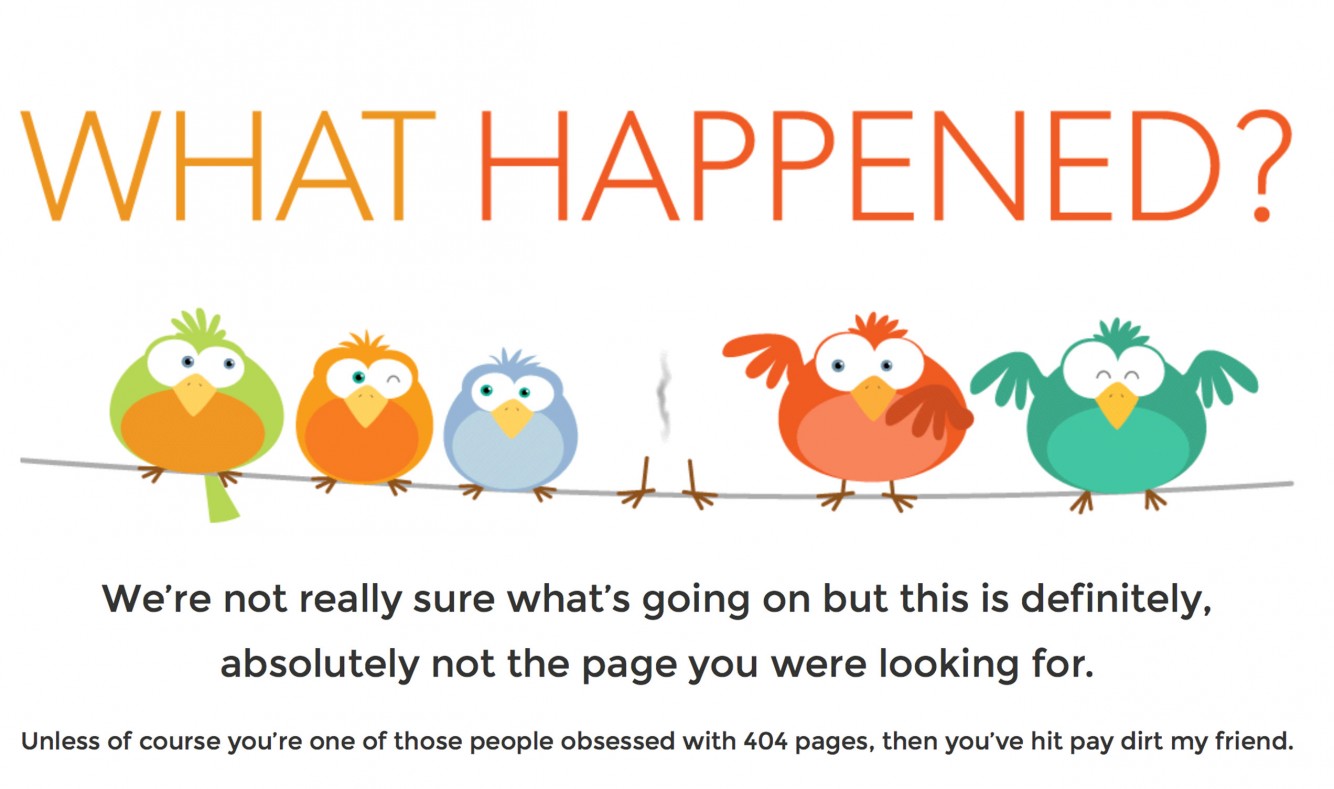 WHAT HAPPENED?
We’re not really sure what’s going on but this is definitely,
absolutely not the page you were looking for.
Unless of course you’re one of those people obsessed with 404 pages, then you’ve hit pay dirt my friend.